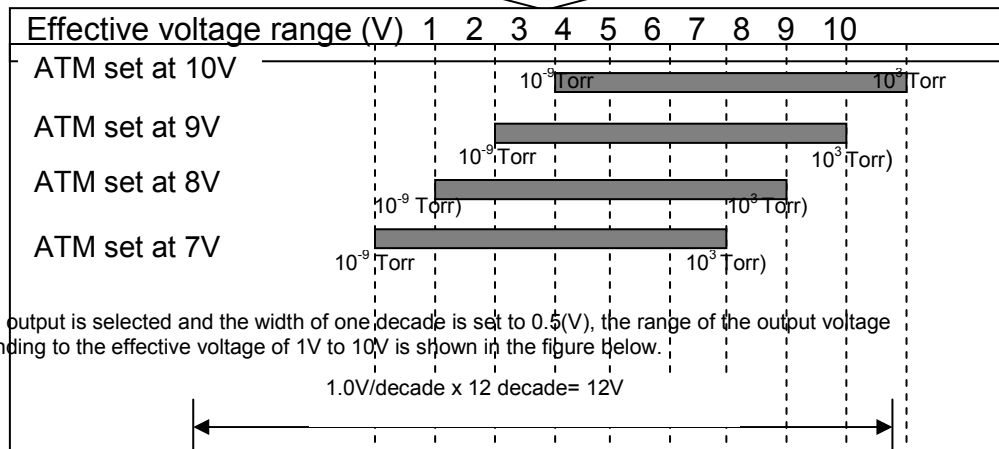 Effective voltage range (V) 1 2 3 4 5 6 7 8 9 10
ATM set at 10V
10⁻⁹ Torr 10³ Torr
ATM set at 9V
10⁻⁹ Torr 10³ Torr)
ATM set at 8V
10⁻⁹ Torr) 10³ Torr)
ATM set at 7V
10⁻⁹ Torr 10³ Torr)
output is selected and the width of one decade is set to 0.5(V), the range of the output voltage
nding to the effective voltage of 1V to 10V is shown in the figure below.
1.0V/decade x 12 decade= 12V